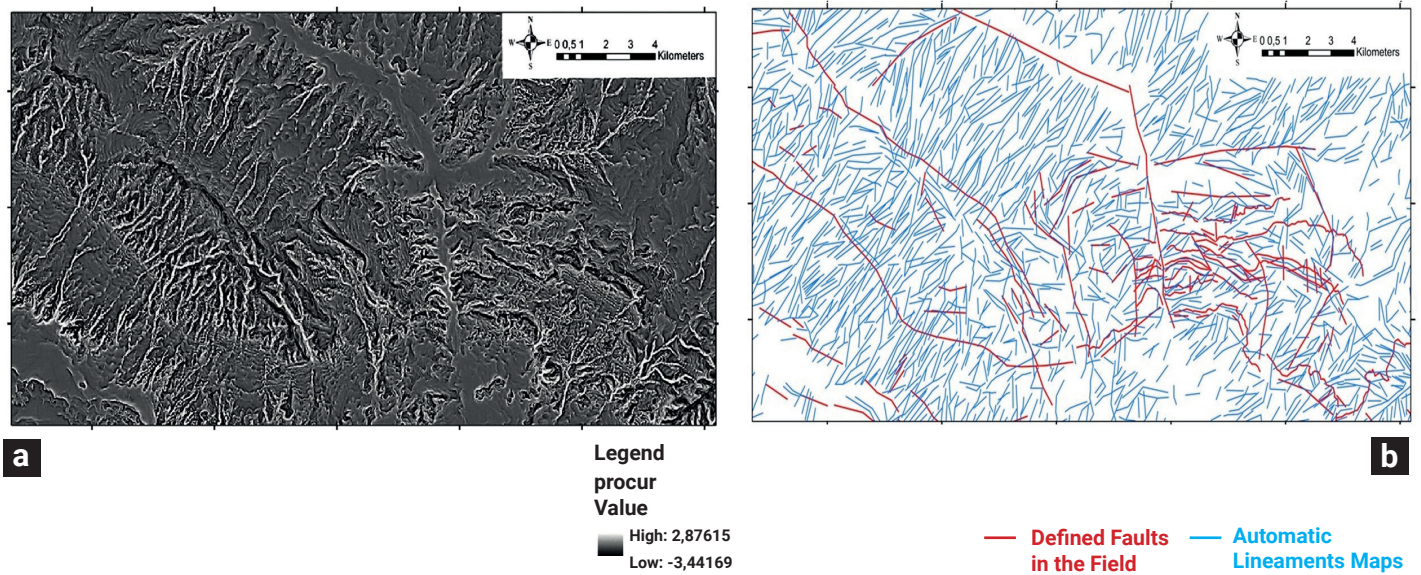 N
W E
S
0 0,5 1 2 3 4
Kilometers
N
W E
S
0 0,5 1 2 3 4
Kilometers
a
b
Legend
procur
Value
High: 2,87615
Low: -3,44169
Defined Faults
in the Field
Automatic
Lineaments Maps